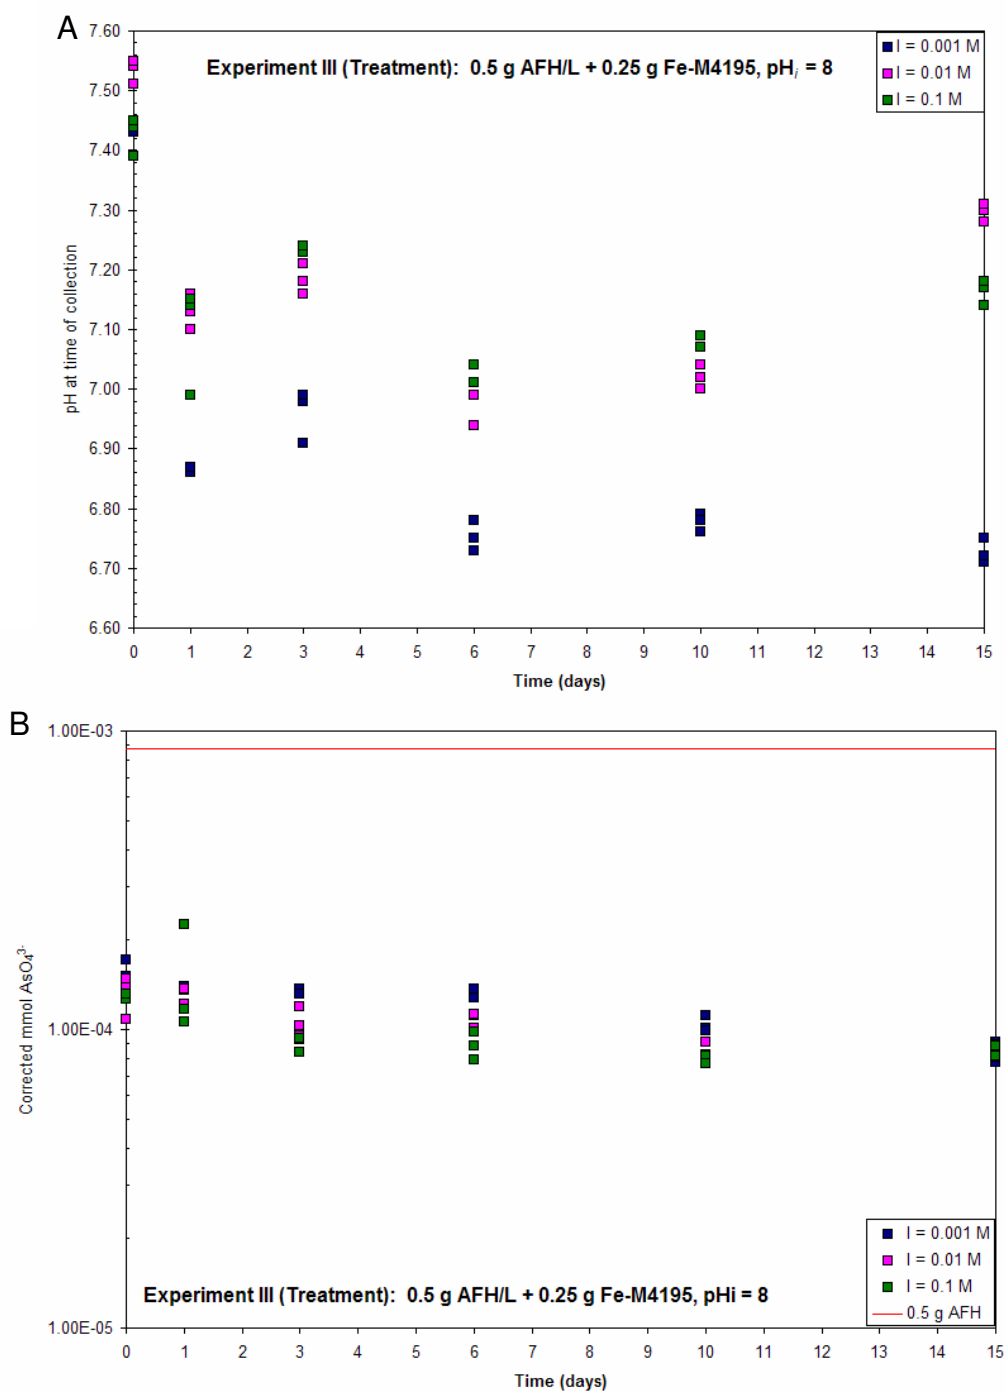 A
7.60
7.50
7.40
7.30
7.20
7.10
7.00
6.90
6.80
6.70
6.60
pH at time of collection
Experiment III (Treatment): 0.5 g AFH/L + 0.25 g Fe-M4195, pHᵢ = 8
I = 0.001 M
I = 0.01 M
I = 0.1 M
0 1 2 3 4 5 6 7 8 9 10 11 12 13 14 15
Time (days)
B
1.00E-03
1.00E-04
1.00E-05
Corrected mmol AsO₄³⁻
I = 0.001 M
I = 0.01 M
I = 0.1 M
0.5 g AFH
Experiment III (Treatment): 0.5 g AFH/L + 0.25 g Fe-M4195, pHi = 8
0 1 2 3 4 5 6 7 8 9 10 11 12 13 14 15
Time (days)